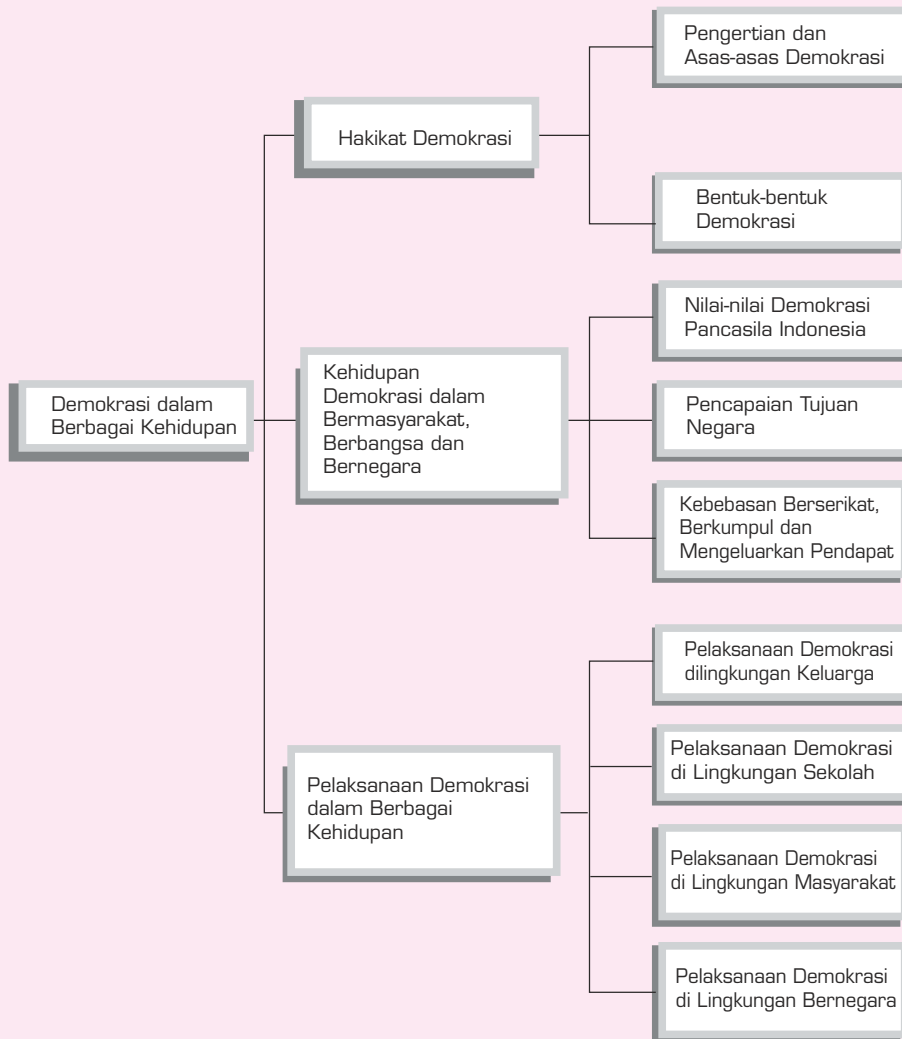 Demokrasi dalam
Berbagai Kehidupan
Hakikat Demokrasi
Pengertian dan
Asas-asas Demokrasi
Bentuk-bentuk
Demokrasi
Kehidupan
Demokrasi dalam
Bermasyarakat,
Berbangsa dan
Bernegara
Nilai-nilai Demokrasi
Pancasila Indonesia
Pencapaian Tujuan
Negara
Kebebasan Berserikat,
Berkumpul dan
Mengeluarkan Pendapat
Pelaksanaan Demokrasi
dalam Berbagai
Kehidupan
Pelaksanaan Demokrasi
dilingkungan Keluarga
Pelaksanaan Demokrasi
di Lingkungan Sekolah
Pelaksanaan Demokrasi
di Lingkungan Masyarakat
Pelaksanaan Demokrasi
di Lingkungan Bernegara